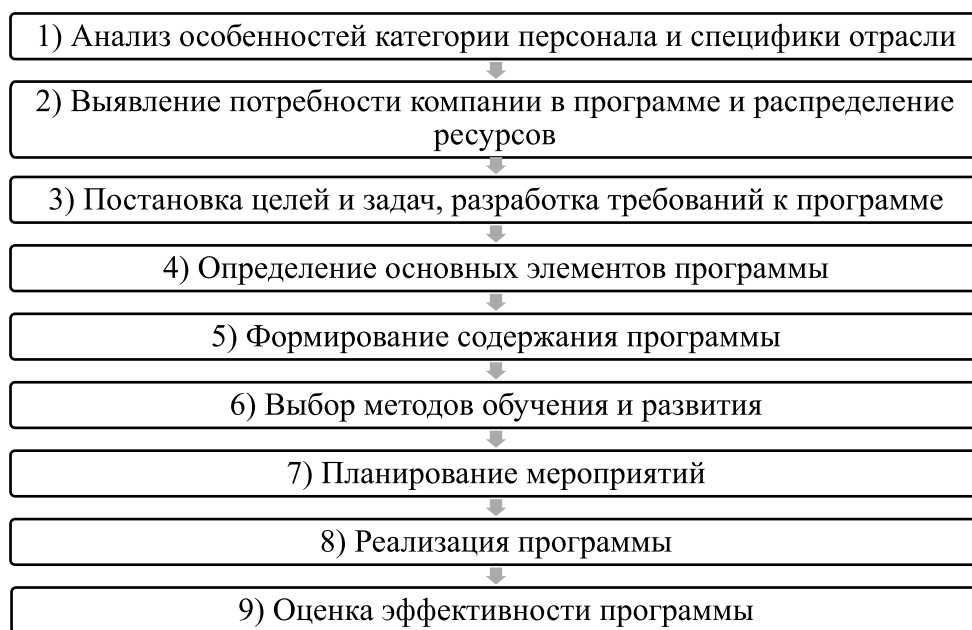 1) Анализ особенностей категории персонала и специфики отрасли
2) Выявление потребности компании в программе и распределение
ресурсов
3) Постановка целей и задач, разработка требований к программе
4) Определение основных элементов программы
5) Формирование содержания программы
6) Выбор методов обучения и развития
7) Планирование мероприятий
8) Реализация программы
9) Оценка эффективности программы